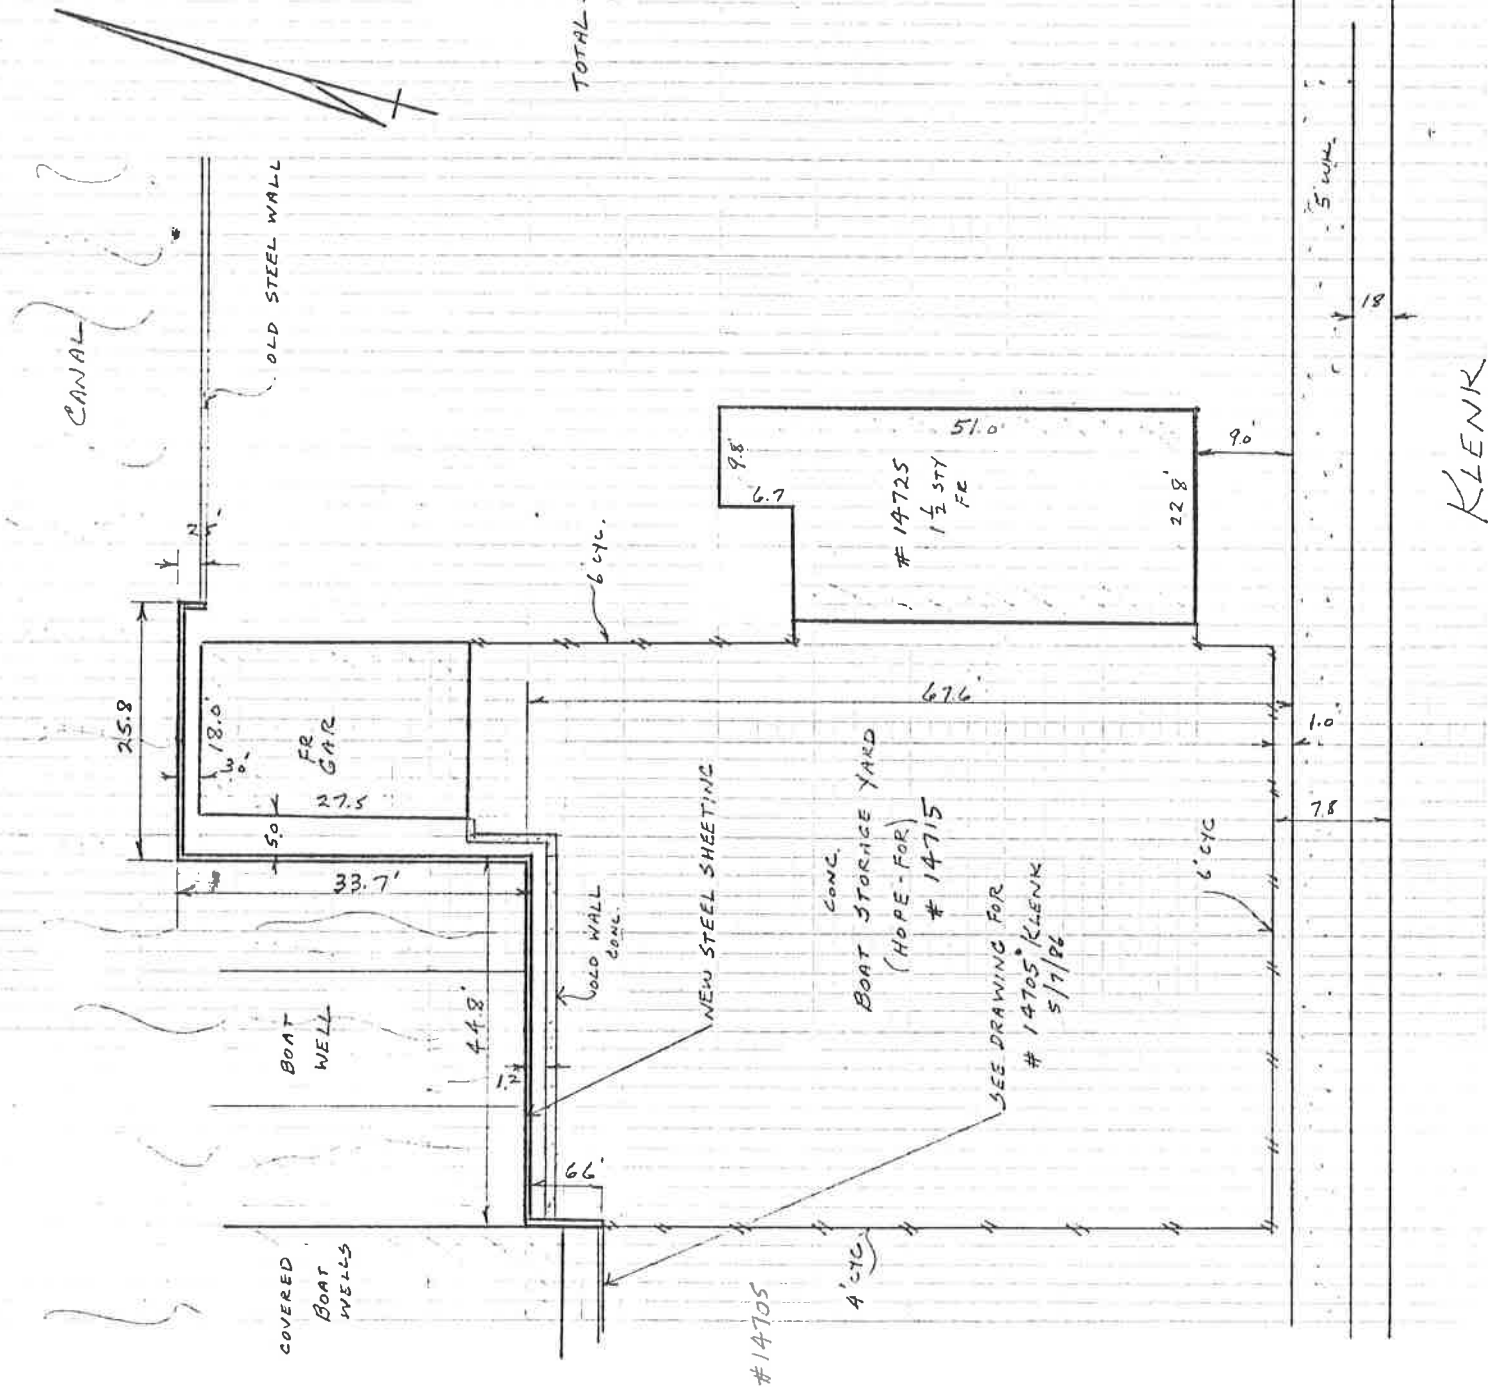 TOTAL
CANAL
OLD STEEL WALL
25.8
18.0'
3.0'
FR
GAR
27.5
5.0
33.7'
6' CYC.
9.8'
6.7
51.0
# 14725
1 1/2 STY
FR
22.8'
9.0'
5' WK.
18
KLENK
67.6'
1.0
7.8
NEW STEEL SHEETING
CONC.
BOAT STORAGE YARD
(HOPE-FOR)
# 14715
SEE DRAWING FOR
# 14705 KLENK
5/7/86
6' CYC
OLD WALL
CONC.
BOAT
WELL
44.8'
1.2
6.6'
COVERED
BOAT
WELLS
#14705
4' CYC.